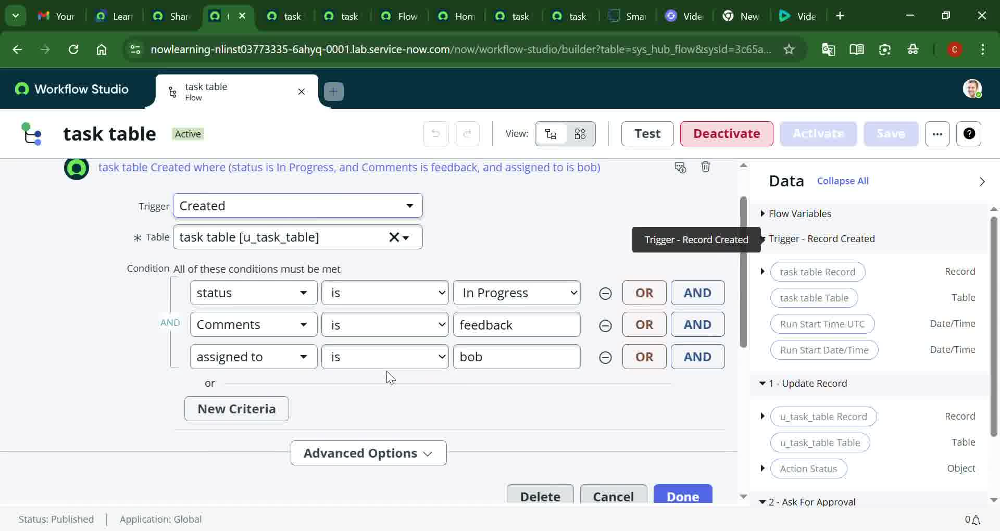 Your
Lear
Shar
t
task
task
Flow
Hom
task
task
Sma
Vide
New
Vide
nowlearning-nlinst03773335-6ahyq-0001.lab.service-now.com/now/workflow-studio/builder?table=sys_hub_flow&sysId=3c65a...
C
Workflow Studio
task table
Flow
task table
Active
View:
Test
Deactivate
Activate
Save
...
?
task table Created where (status is In Progress, and Comments is feedback, and assigned to is bob)
Trigger
Created
* Table
task table [u_task_table]
Condition
All of these conditions must be met
status
is
In Progress
OR
AND
AND
Comments
is
feedback
OR
AND
assigned to
is
bob
OR
AND
or
New Criteria
Advanced Options
Delete
Cancel
Done
Data
Collapse All
Flow Variables
Trigger - Record Created
Trigger - Record Created
task table Record
Record
task table Table
Table
Run Start Time UTC
Date/Time
Run Start Date/Time
Date/Time
1 - Update Record
u_task_table Record
Record
u_task_table Table
Table
Action Status
Object
2 - Ask For Approval
Status: Published
Application: Global
0